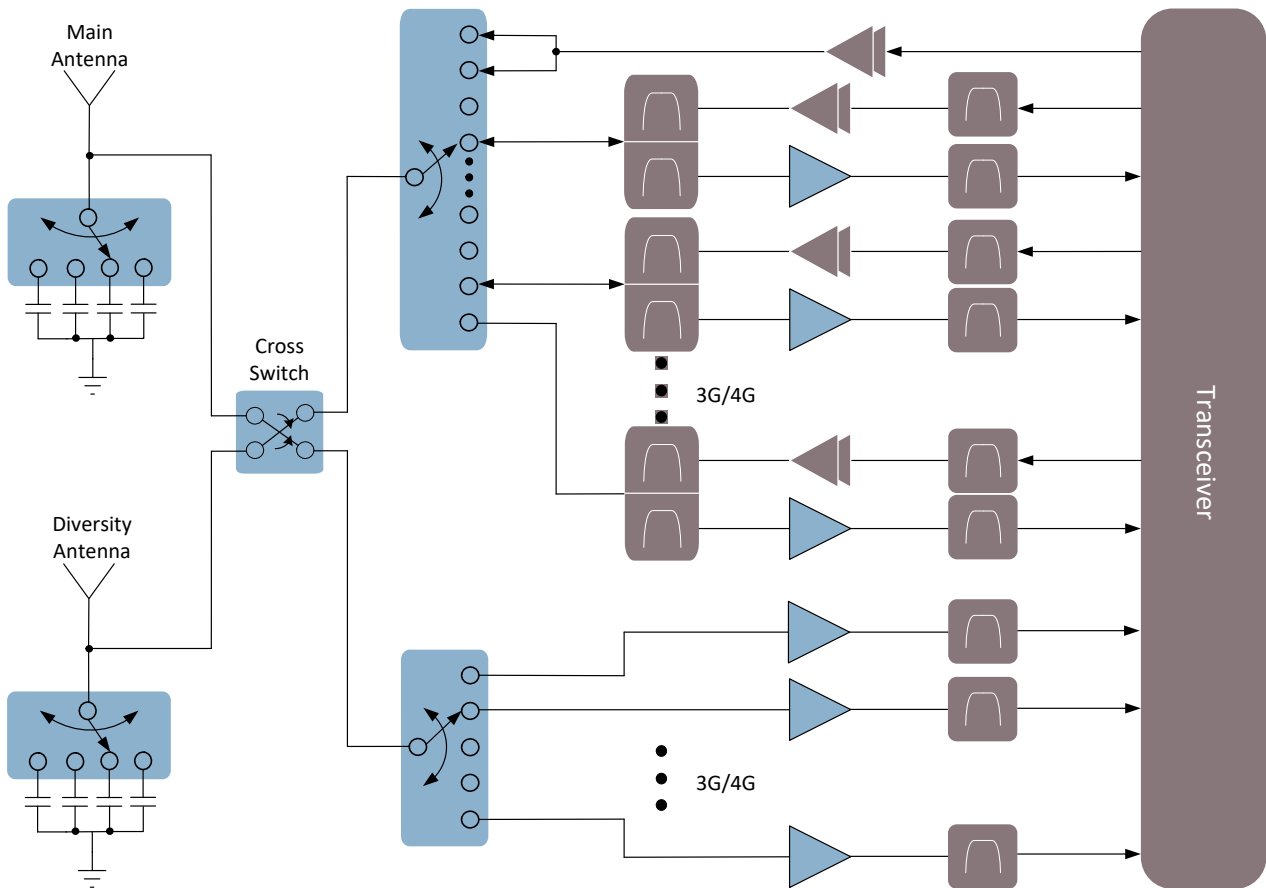 Main
Antenna
Cross
Switch
3G/4G
Transceiver
Diversity
Antenna
3G/4G